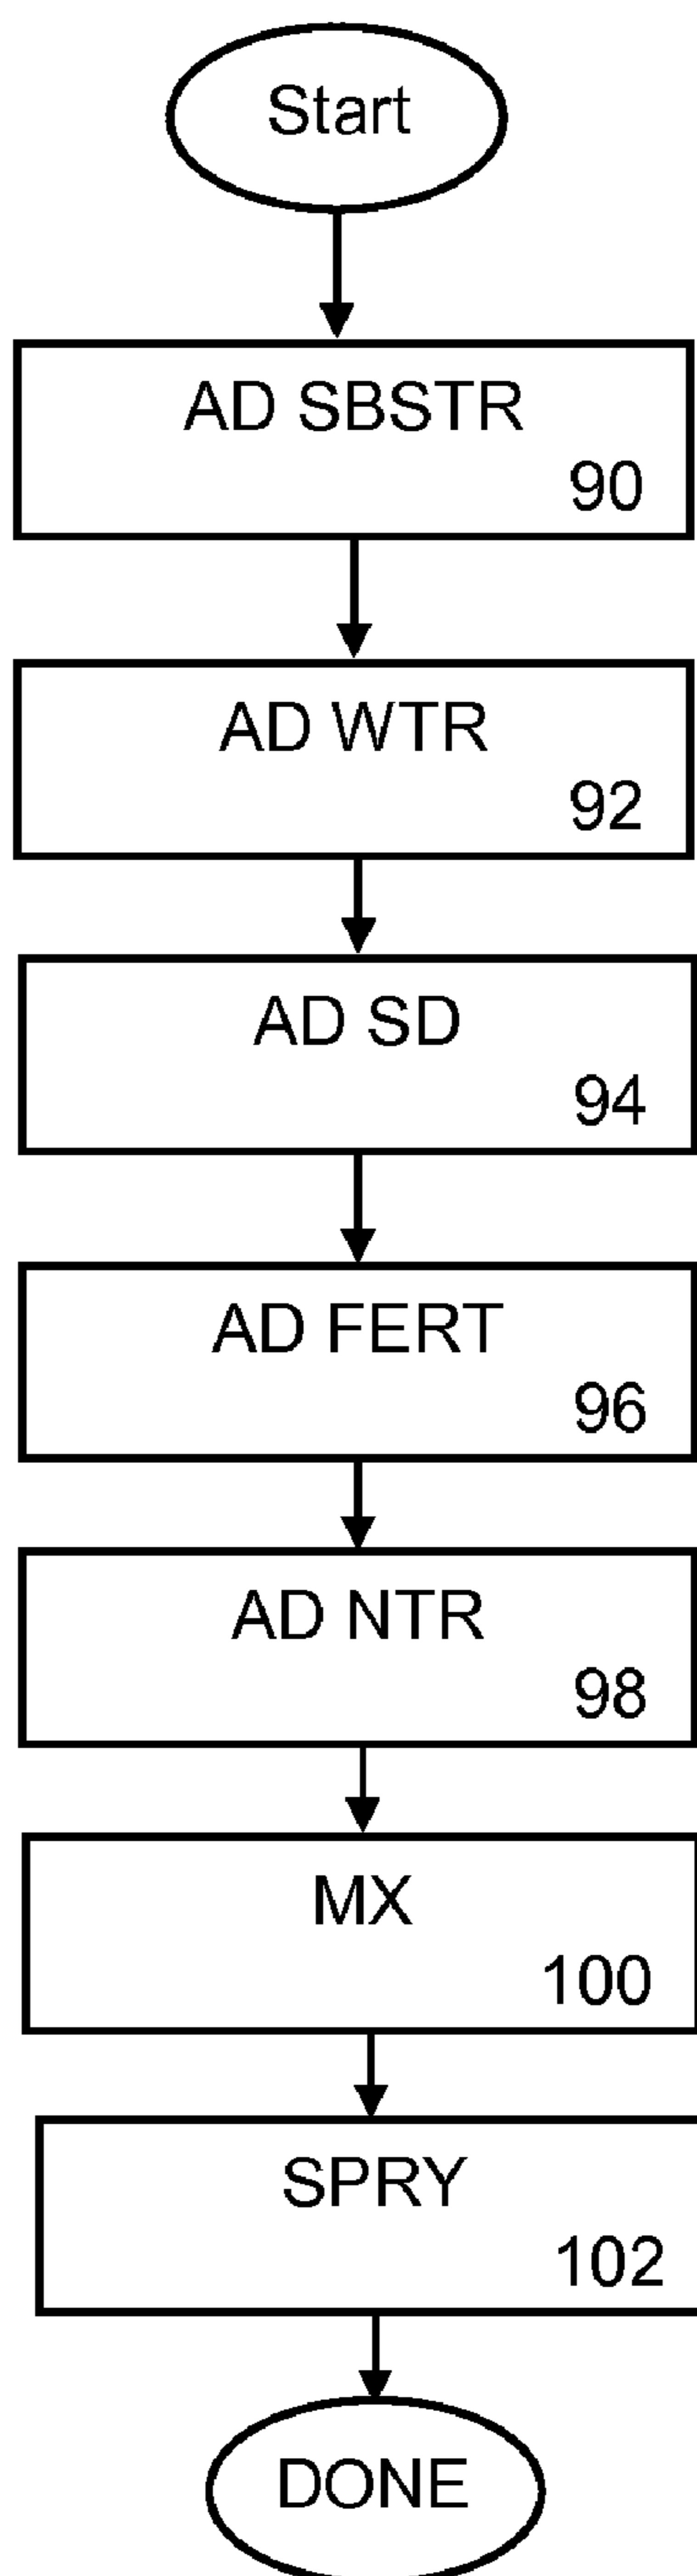 Start
AD SBSTR
90
AD WTR
92
AD SD
94
AD FERT
96
AD NTR
98
MX
100
SPRY
102
DONE